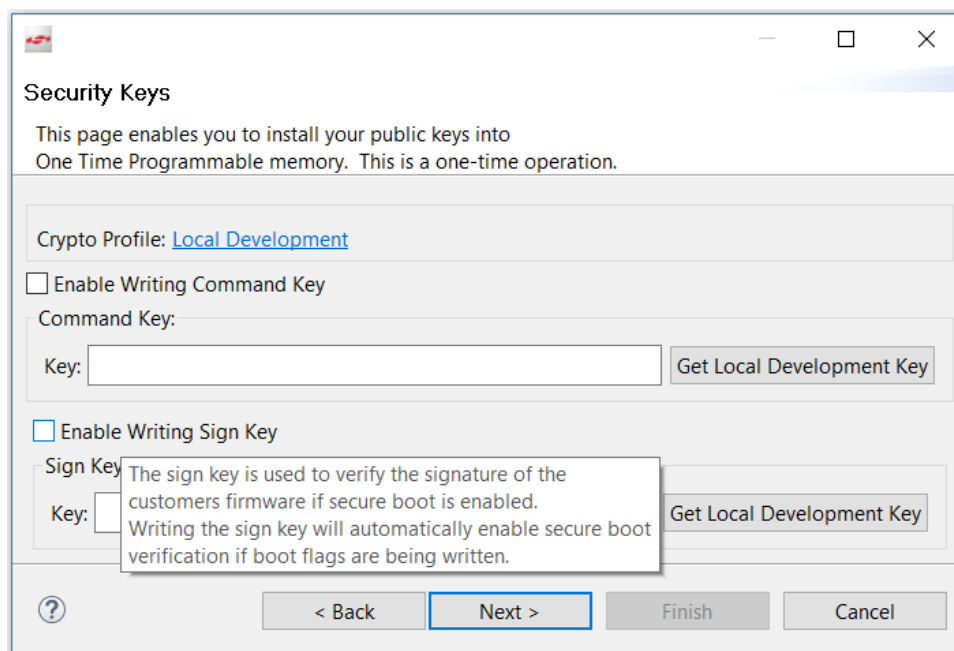 Security Keys
This page enables you to install your public keys into
One Time Programmable memory.  This is a one-time operation.
Crypto Profile: Local Development
Enable Writing Command Key
Command Key:
Key:
Get Local Development Key
Enable Writing Sign Key
Sign Key
The sign key is used to verify the signature of the
customers firmware if secure boot is enabled.
Writing the sign key will automatically enable secure boot
verification if boot flags are being written.
Key:
Get Local Development Key
?
< Back
Next >
Finish
Cancel